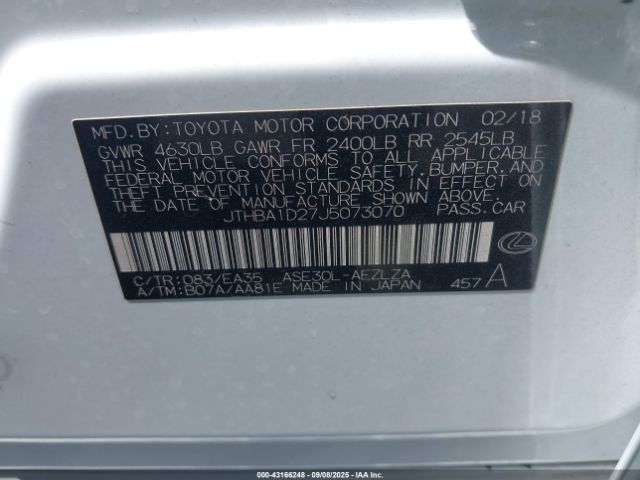 MFD.BY:TOYOTA MOTOR CORPORATION 02/18
GVWR 4630LB GAWR FR 2400LB RR 2545LB
THIS VEHICLE CONFORMS TO ALL APPLICABLE
FEDERAL MOTOR VEHICLE SAFETY,BUMPER,AND
THEFT PREVENTION STANDARDS IN EFFECT ON
THE DATE OF MANUFACTURE SHOWN ABOVE.
JTHBA1D27J5073070 PASS.CAR
C/TR:083/EA35 ASE30L-AEZLZA
A/TM:B07A/AA81E MADE IN JAPAN 457 A
000-43166248 - 09/08/2025 - IAA Inc.